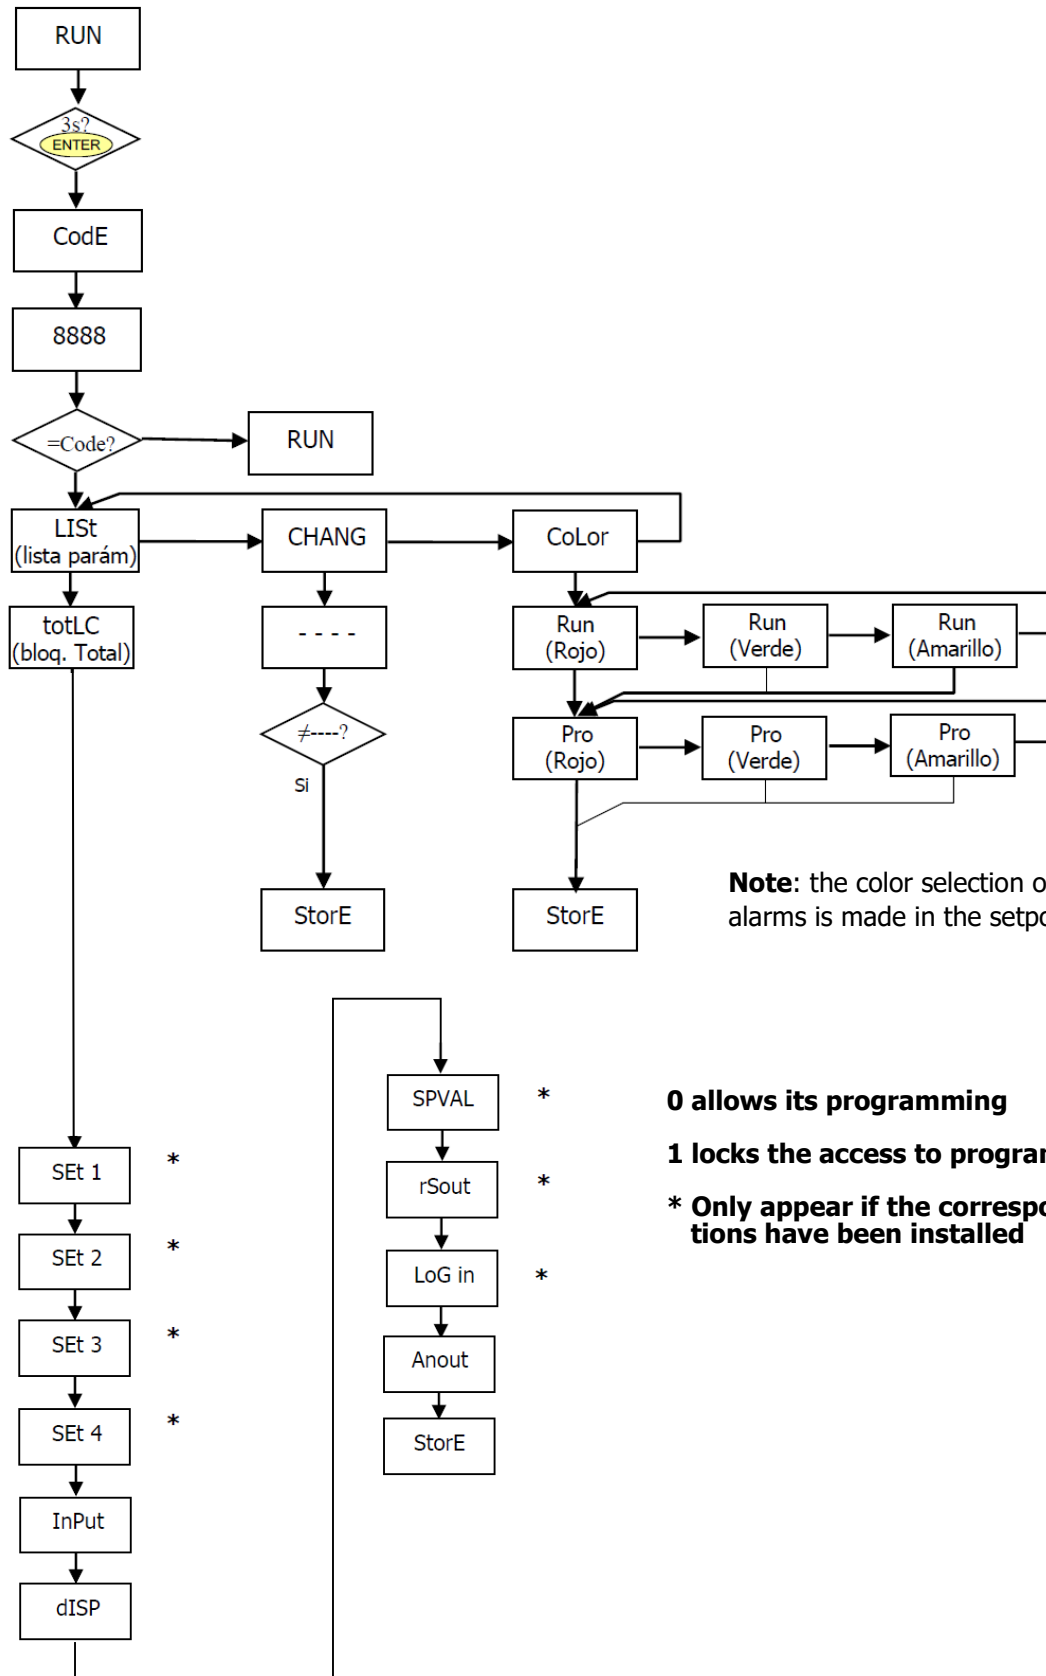 RUN
3s?
ENTER
CodE
8888
=Code?
RUN
LISt
(lista parám)
CHANG
CoLor
totLC
(bloq. Total)
- - - -
Run
(Rojo)
Run
(Verde)
Run
(Amarillo)
≠----?
Si
Pro
(Rojo)
Pro
(Verde)
Pro
(Amarillo)
StorE
StorE
Note: the color selection
alarms is made in the
SEt 1 *
SEt 2 *
SEt 3 *
SEt 4 *
InPut
dISP
SPVAL *
rSout *
LoG in *
Anout
StorE
0 allows its programming
1 locks the access to
* Only appear if the
tions have been installed